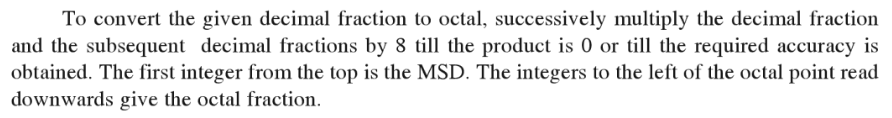 To convert the given decimal fraction to octal, successively multiply the decimal fraction
and the subsequent decimal fractions by 8 till the product is 0 or till the required accuracy is
obtained. The first integer from the top is the MSD. The integers to the left of the octal point read
downwards give the octal fraction.